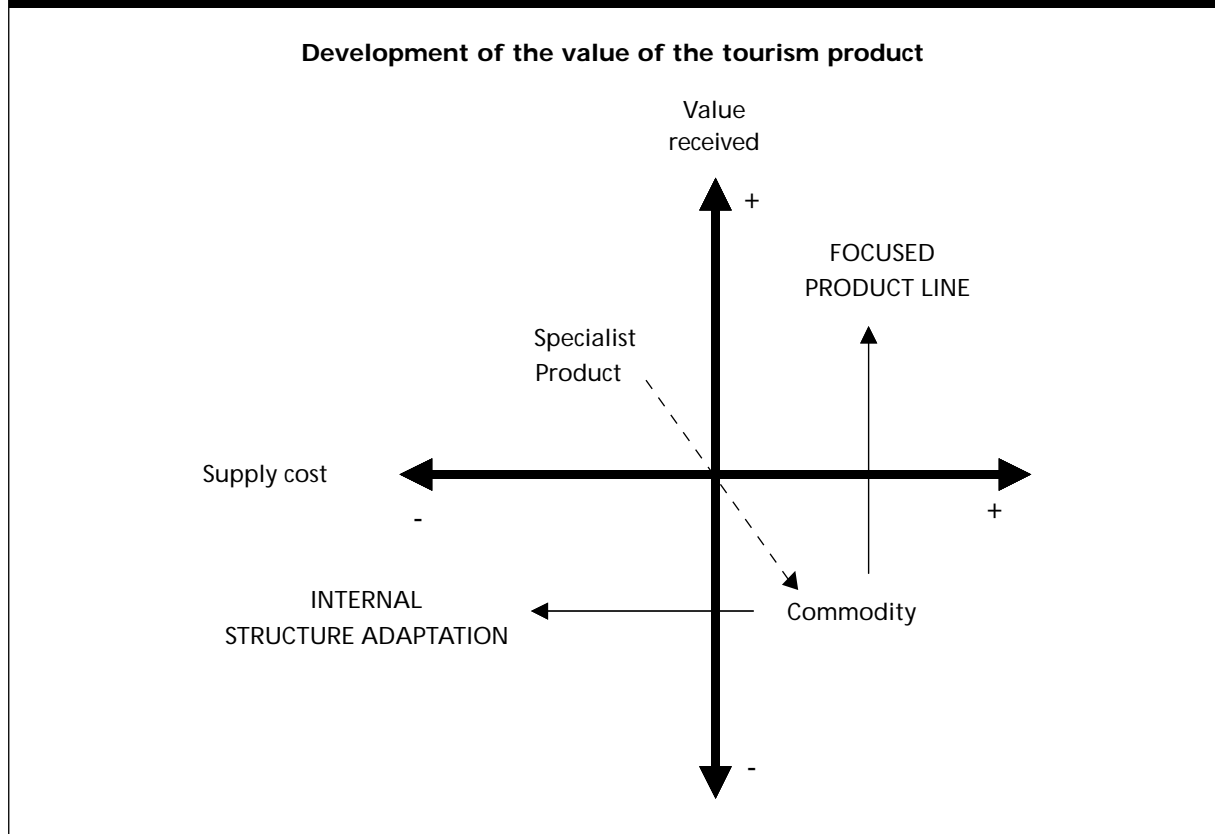 Development of the value of the tourism product
Value
received
+
FOCUSED
PRODUCT LINE
Specialist
Product
Supply cost
-
+
INTERNAL
STRUCTURE ADAPTATION
Commodity
-